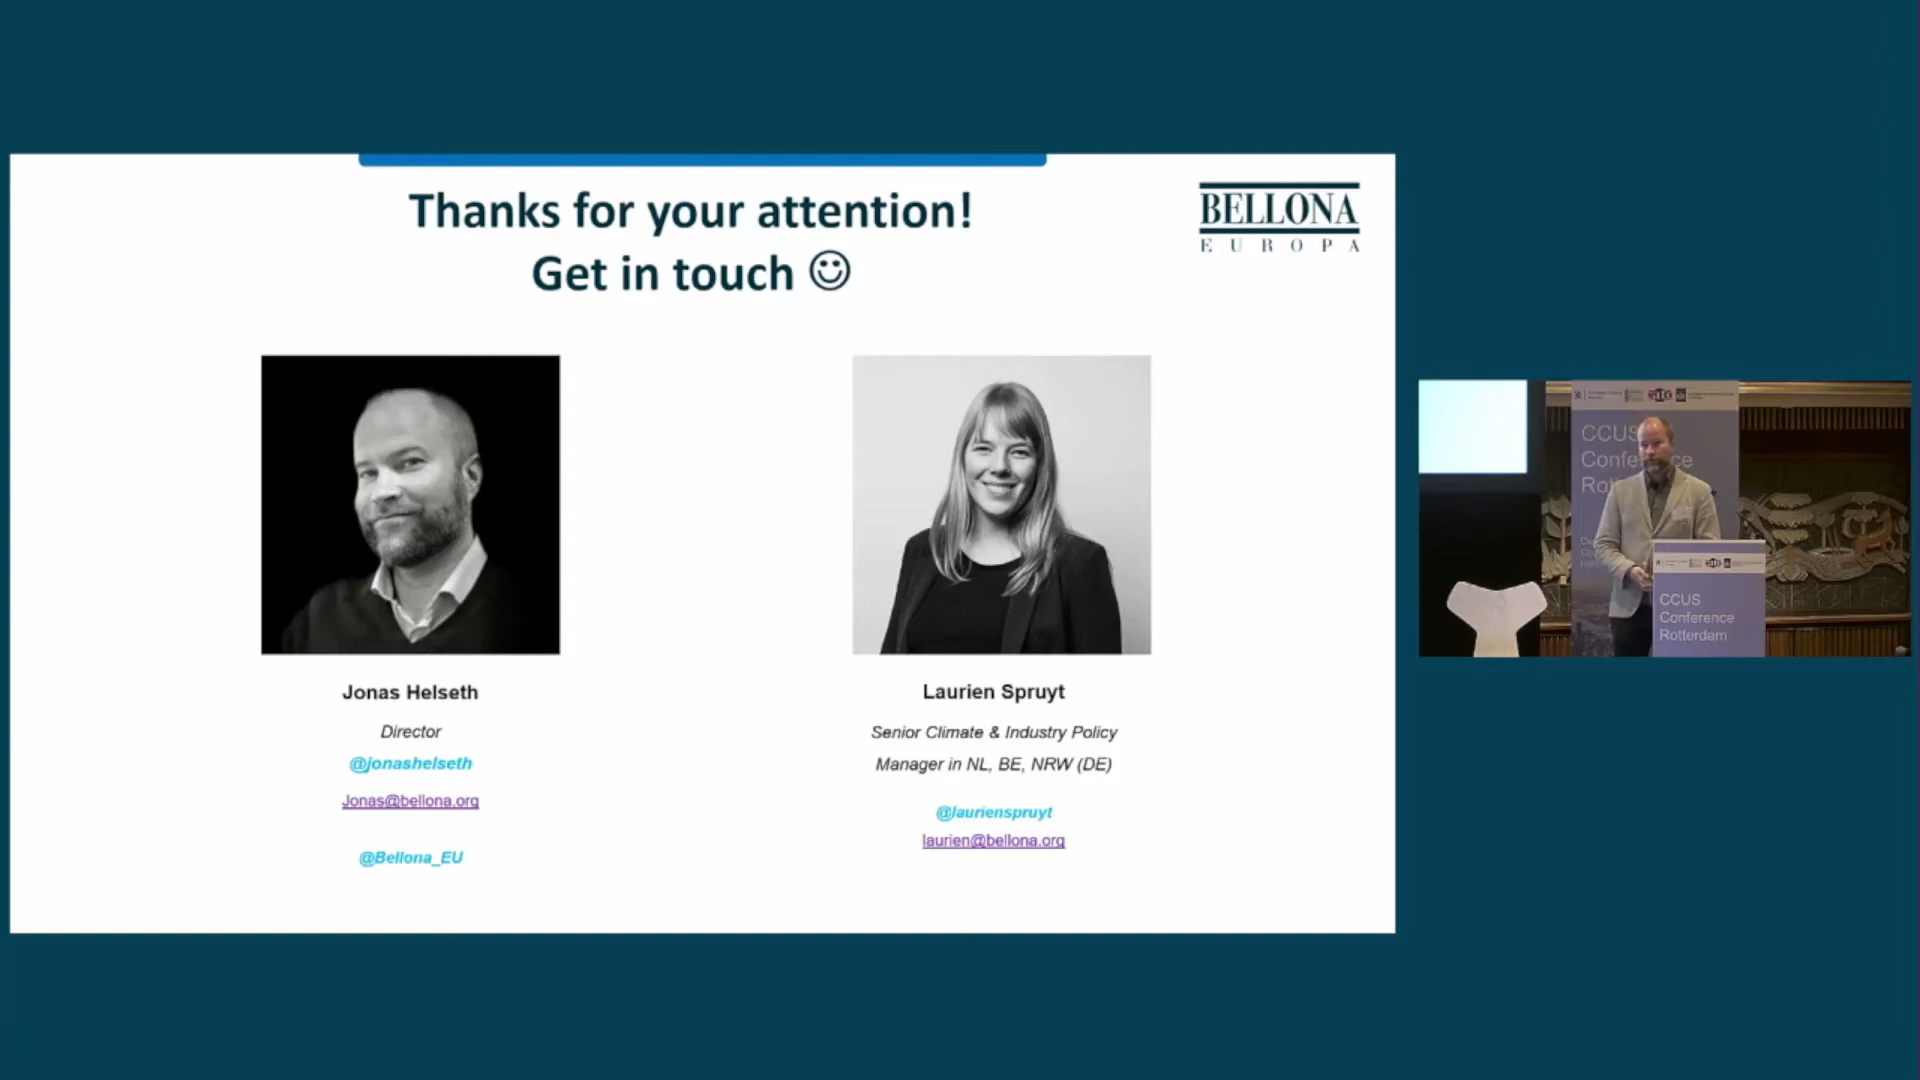 Thanks for your attention!
Get in touch ☺
BELLONA
EUROPA
Jonas Helseth
Director
@jonashelseth
Jonas@bellona.org
@Bellona_EU
Laurien Spruyt
Senior Climate & Industry Policy
Manager in NL, BE, NRW (DE)
@laurienspruyt
laurien@bellona.org
CCUS
Conference
CCUS
Conference
Rotterdam